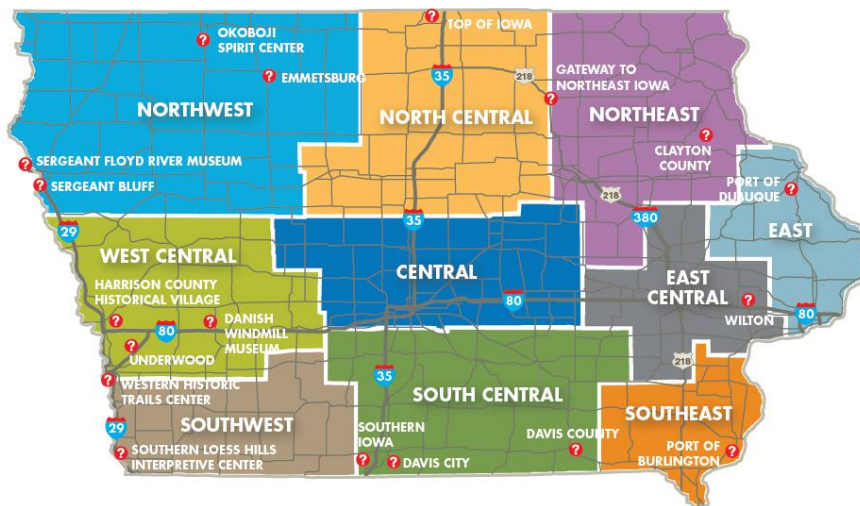 OKOBOJI
SPIRIT CENTER
?
EMMETSBURG
?
NORTHWEST
? SERGEANT FLOYD RIVER MUSEUM
? SERGEANT BLUFF
? TOP OF IOWA
35
218
NORTH CENTRAL
GATEWAY TO
NORTHEAST IOWA
?
NORTHEAST
?
CLAYTON
COUNTY
218
380
PORT OF
DUBUQUE
?
EAST
80
29
WEST CENTRAL
HARRISON COUNTY
HISTORICAL VILLAGE
?
80
? DANISH
WINDMILL
MUSEUM
?
UNDERWOOD
? WESTERN HISTORIC
TRAILS CENTER
35
CENTRAL
80
EAST
CENTRAL
?
WILTON
218
SOUTHWEST
29
? SOUTHERN LOESS HILLS
INTERPRETIVE CENTER
35
SOUTH CENTRAL
SOUTHERN
IOWA
?
? DAVIS CITY
DAVIS COUNTY
?
SOUTHEAST
PORT OF
BURLINGTON
?